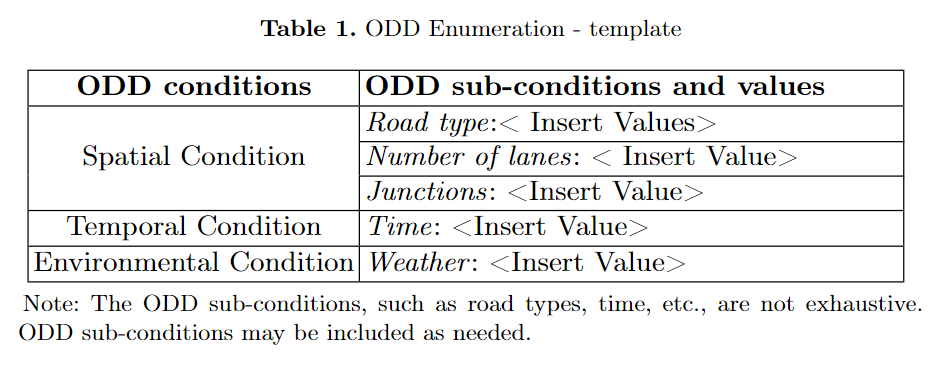 Table 1. ODD Enumeration - template
ODD conditions ODD sub-conditions and values
Spatial Condition
Road type:< Insert Values>
Number of lanes: < Insert Value>
Junctions: <Insert Value>
Temporal Condition Time: <Insert Value>
Environmental Condition Weather: <Insert Value>
Note: The ODD sub-conditions, such as road types, time, etc., are not exhaustive.
ODD sub-conditions may be included as needed.